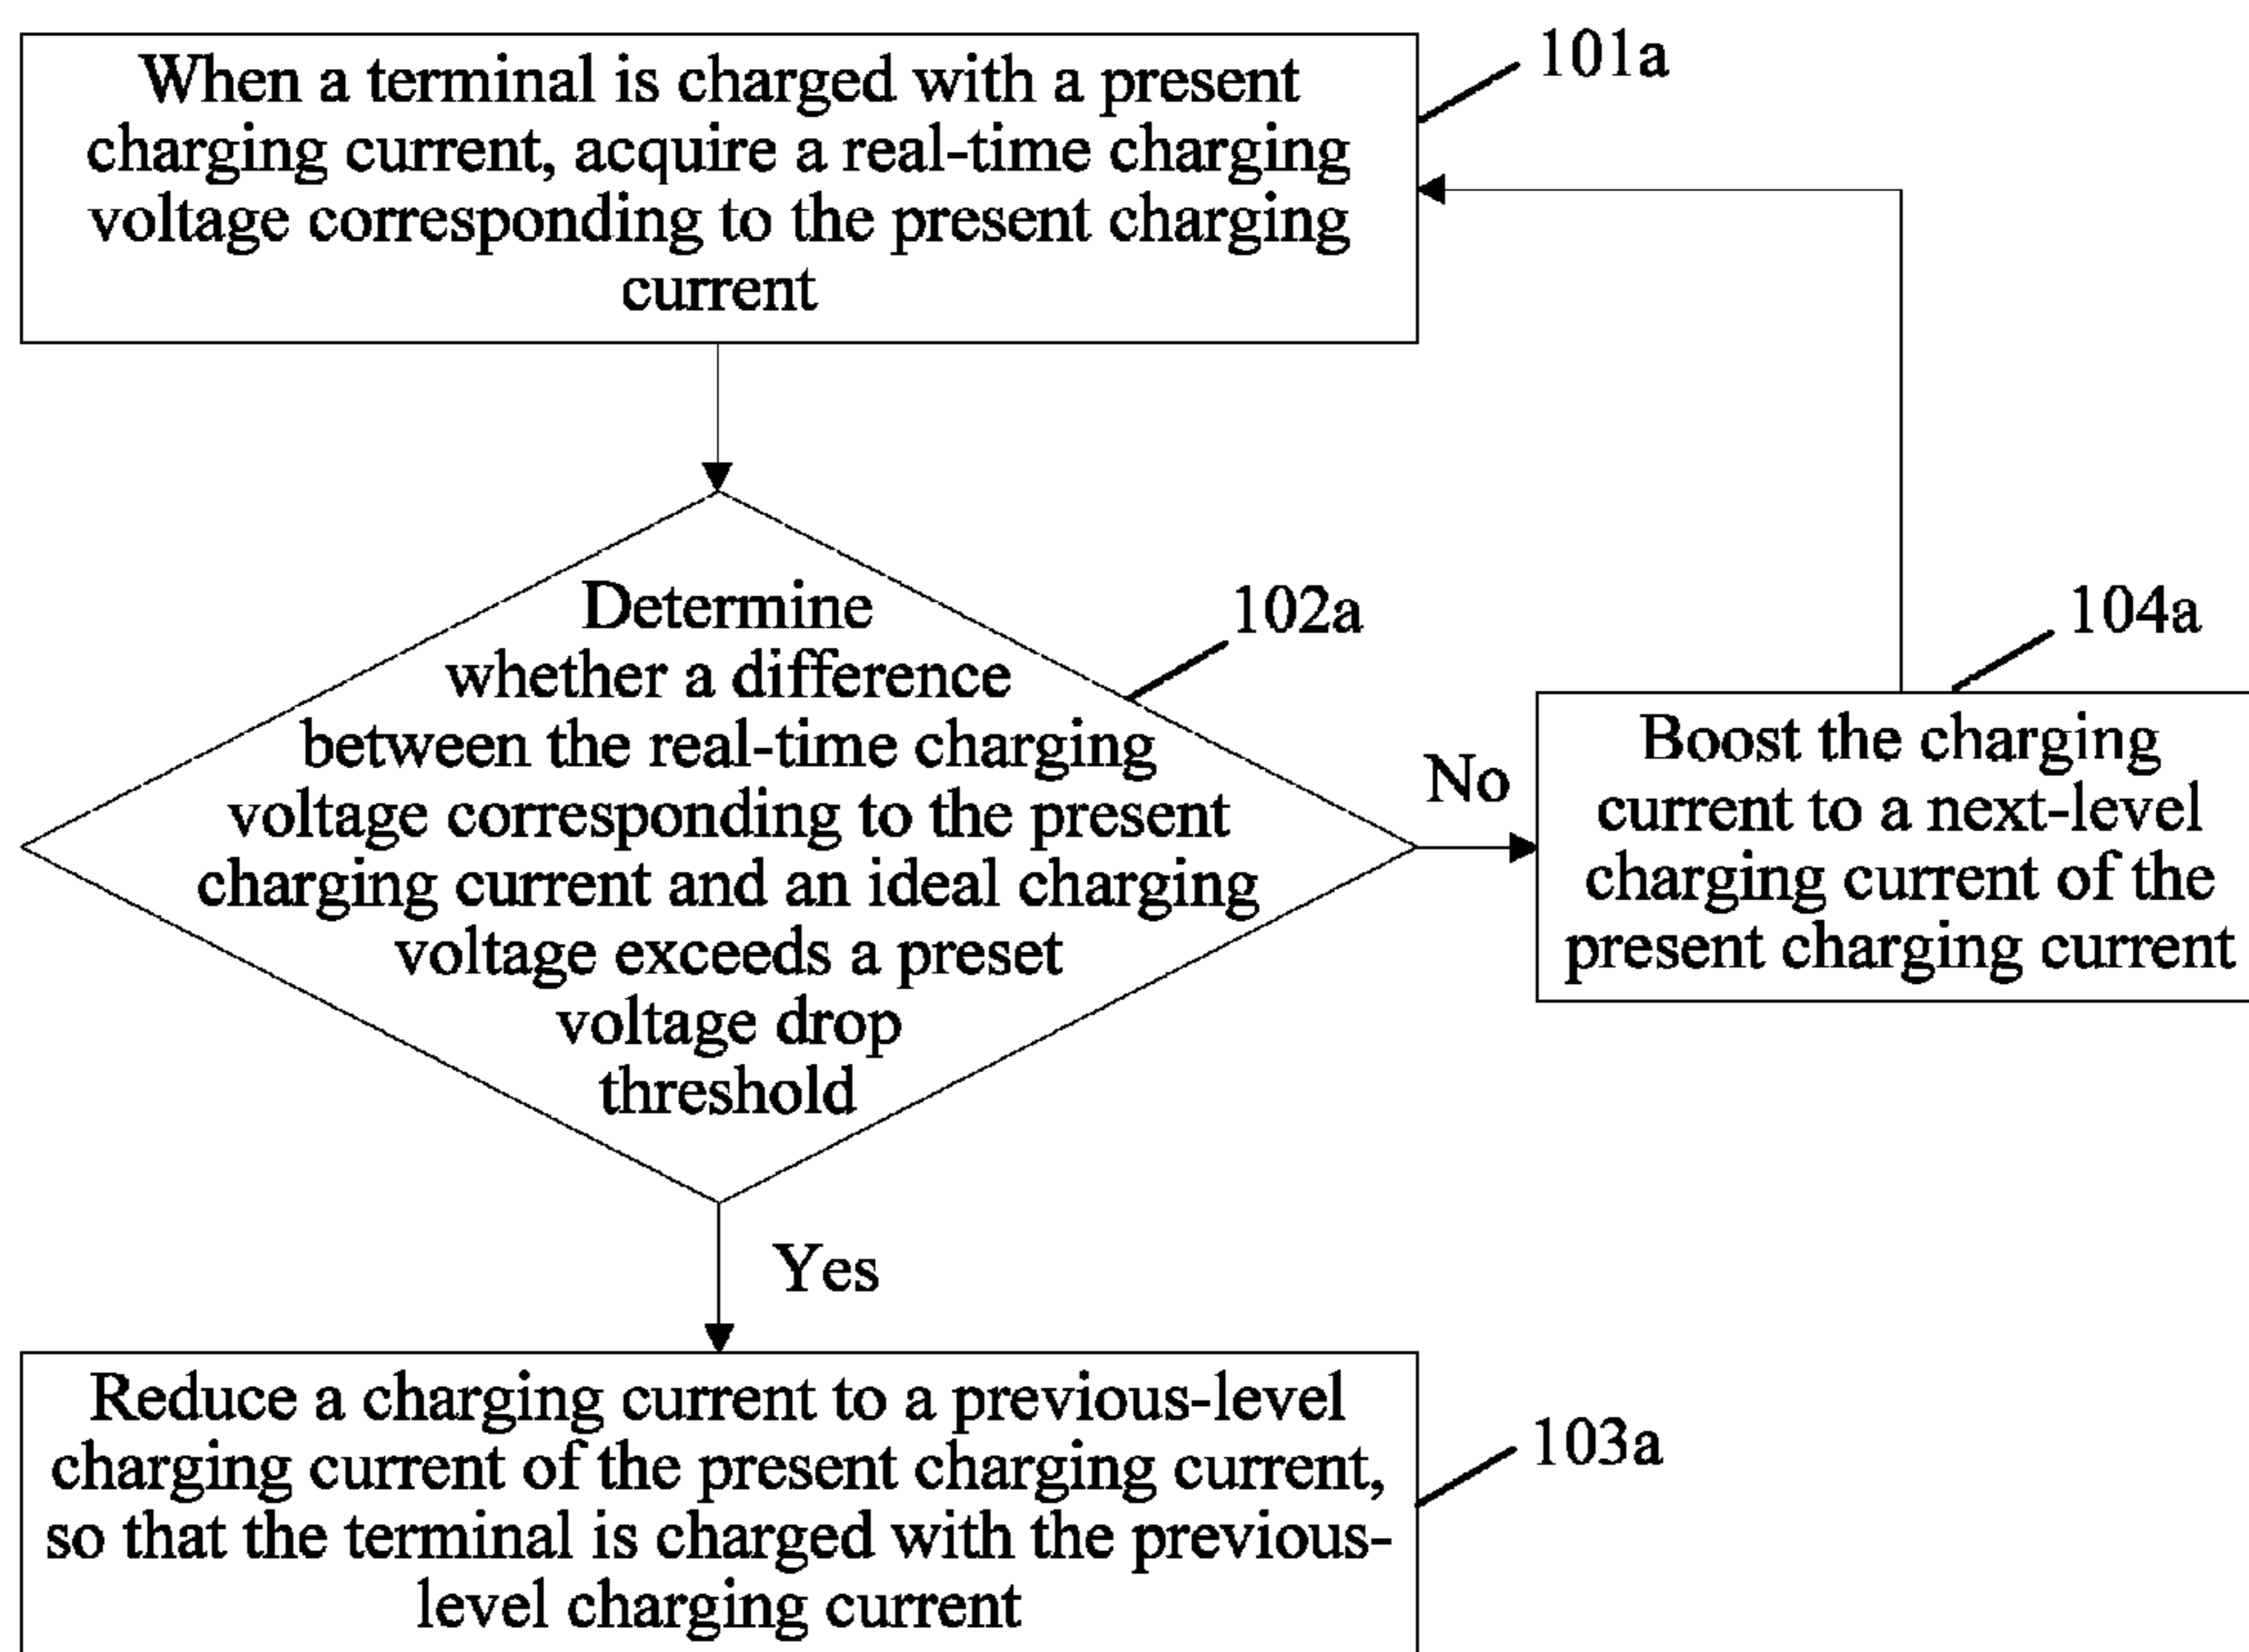 When a terminal is charged with a present
charging current, acquire a real-time charging
voltage corresponding to the present charging
current
101a
Determine
whether a difference
between the real-time charging
voltage corresponding to the present
charging current and an ideal charging
voltage exceeds a preset
voltage drop
threshold
102a
No
104a
Boost the charging
current to a next-level
charging current of the
present charging current
Yes
Reduce a charging current to a previous-level
charging current of the present charging current,
so that the terminal is charged with the previous-
level charging current
103a